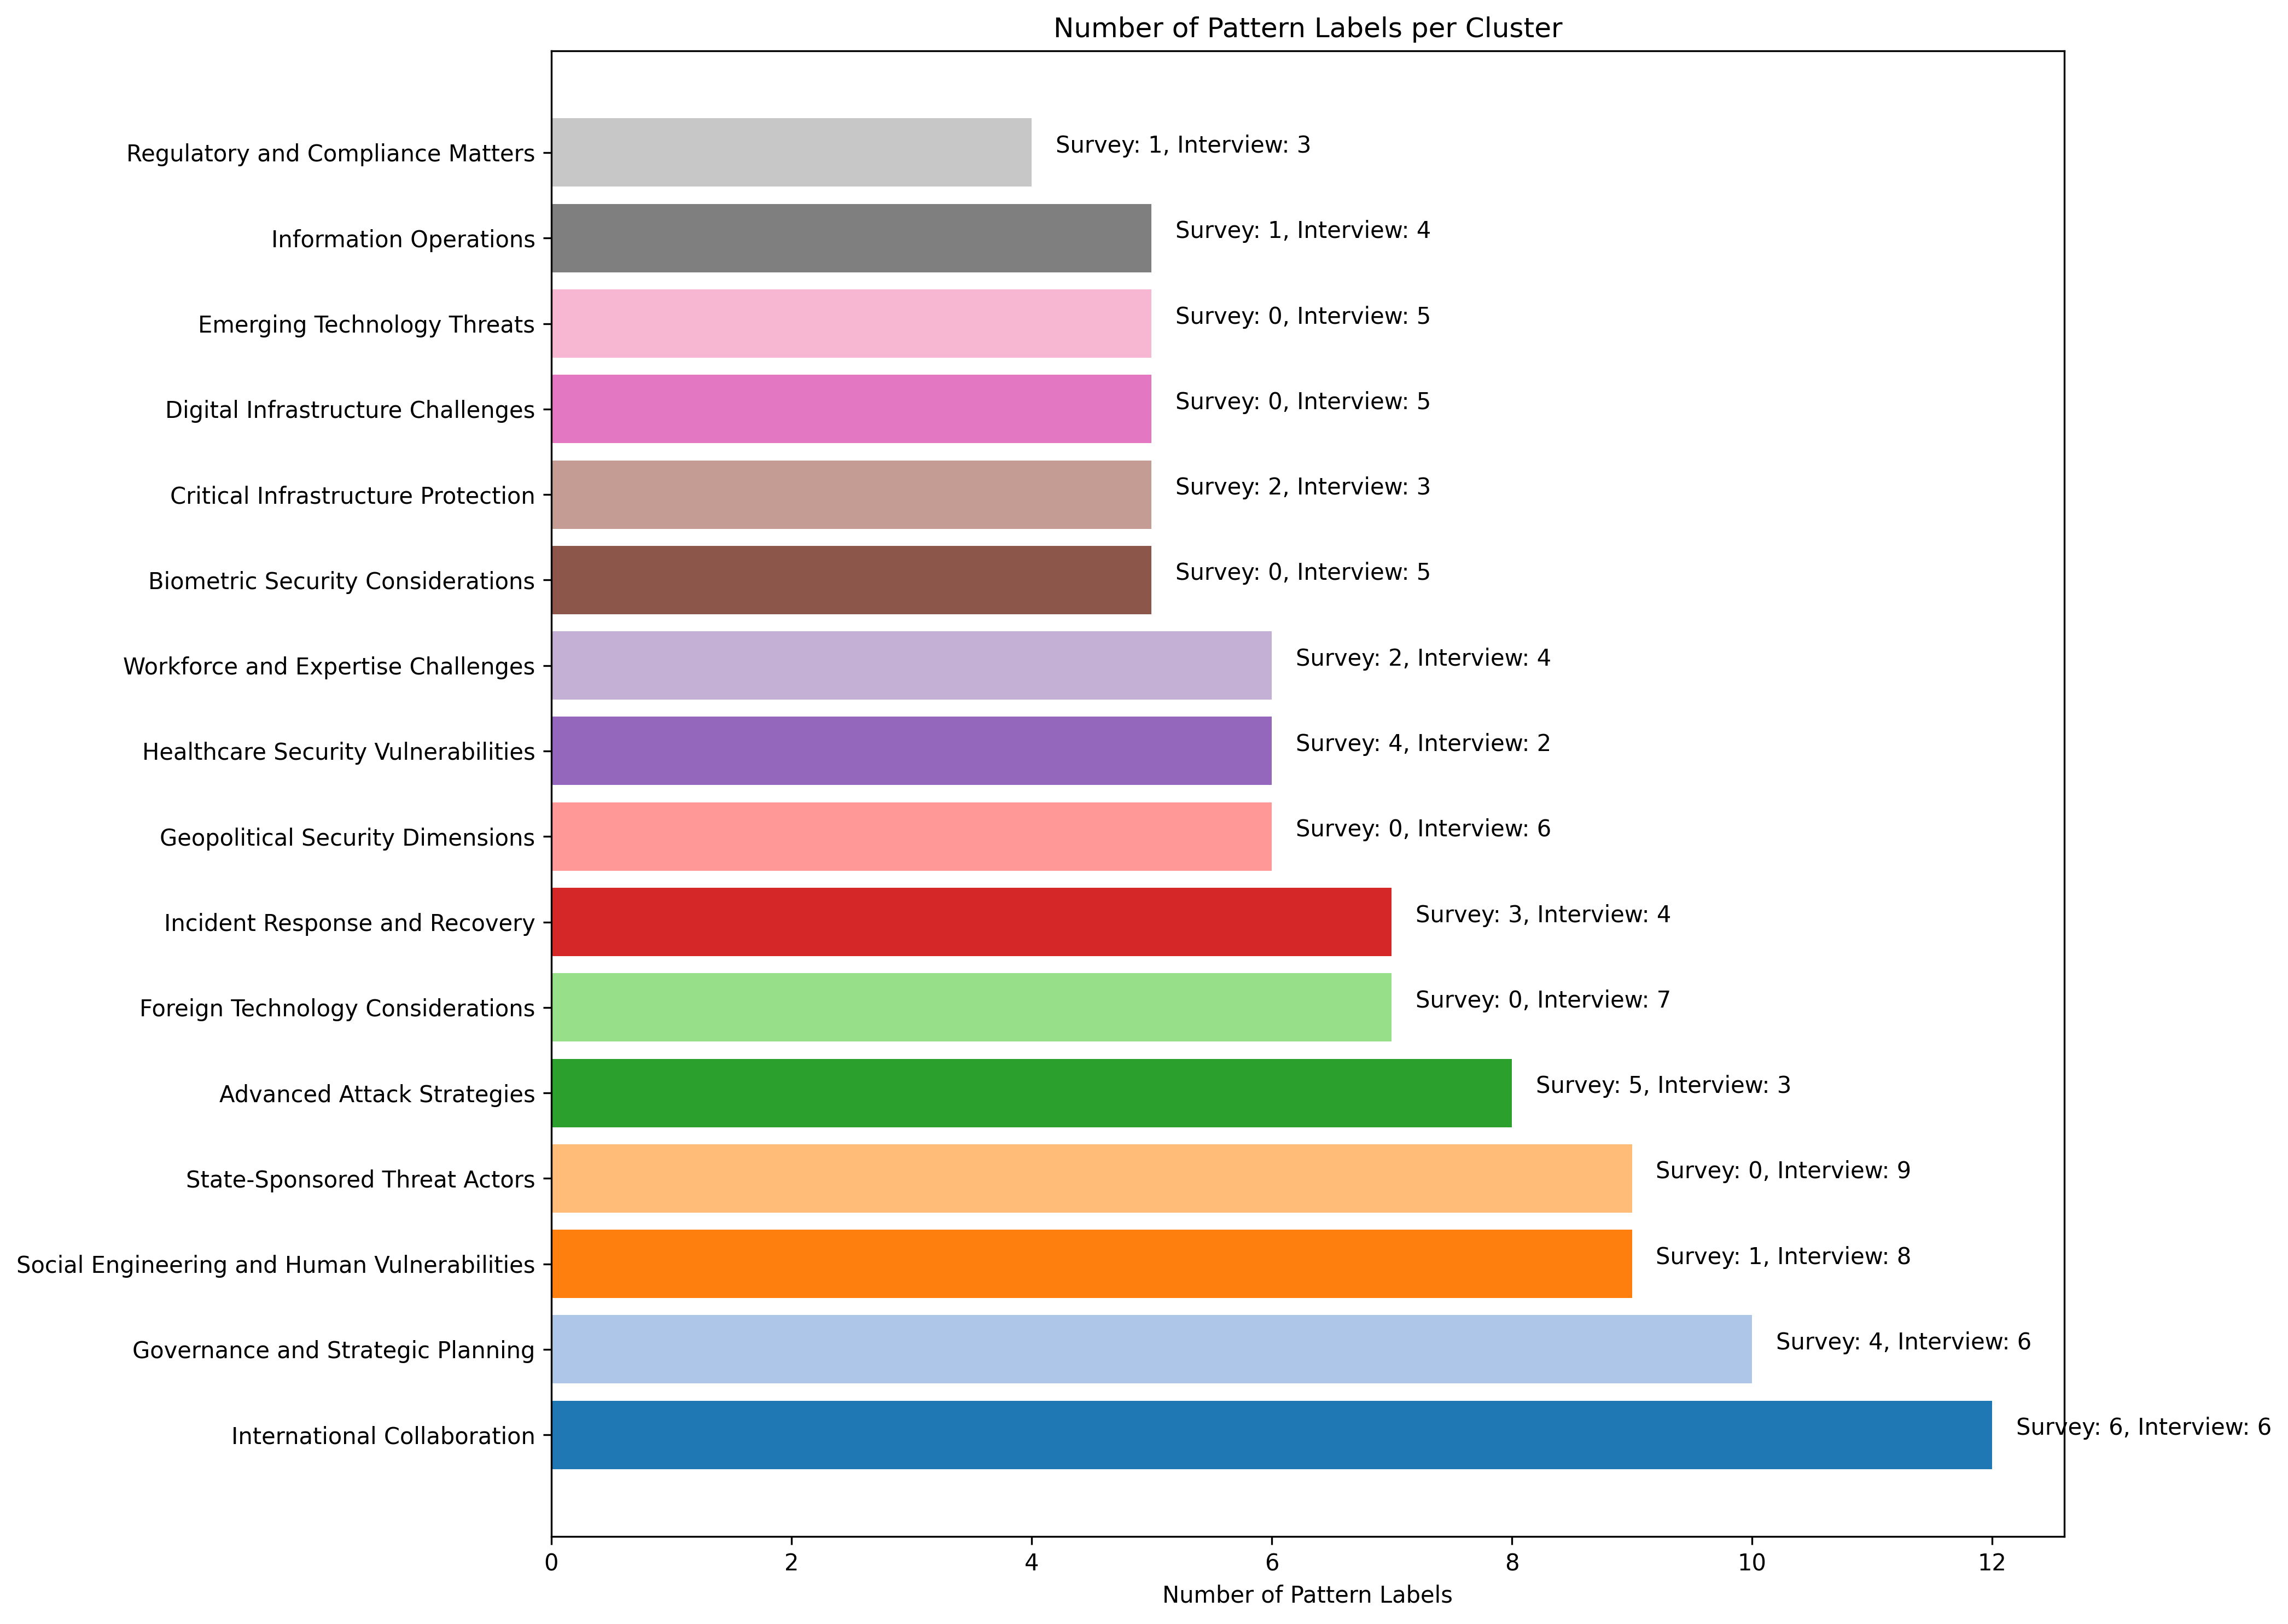 Number of Pattern Labels per Cluster
Regulatory and Compliance Matters
Survey: 1, Interview: 3
Information Operations
Survey: 1, Interview: 4
Emerging Technology Threats
Survey: 0, Interview: 5
Digital Infrastructure Challenges
Survey: 0, Interview: 5
Critical Infrastructure Protection
Survey: 2, Interview: 3
Biometric Security Considerations
Survey: 0, Interview: 5
Workforce and Expertise Challenges
Survey: 2, Interview: 4
Healthcare Security Vulnerabilities
Survey: 4, Interview: 2
Geopolitical Security Dimensions
Survey: 0, Interview: 6
Incident Response and Recovery
Survey: 3, Interview: 4
Foreign Technology Considerations
Survey: 0, Interview: 7
Advanced Attack Strategies
Survey: 5, Interview: 3
State-Sponsored Threat Actors
Survey: 0, Interview: 9
Social Engineering and Human Vulnerabilities
Survey: 1, Interview: 8
Governance and Strategic Planning
Survey: 4, Interview: 6
International Collaboration
Survey: 6, Interview: 6
0 2 4 6 8 10 12
Number of Pattern Labels